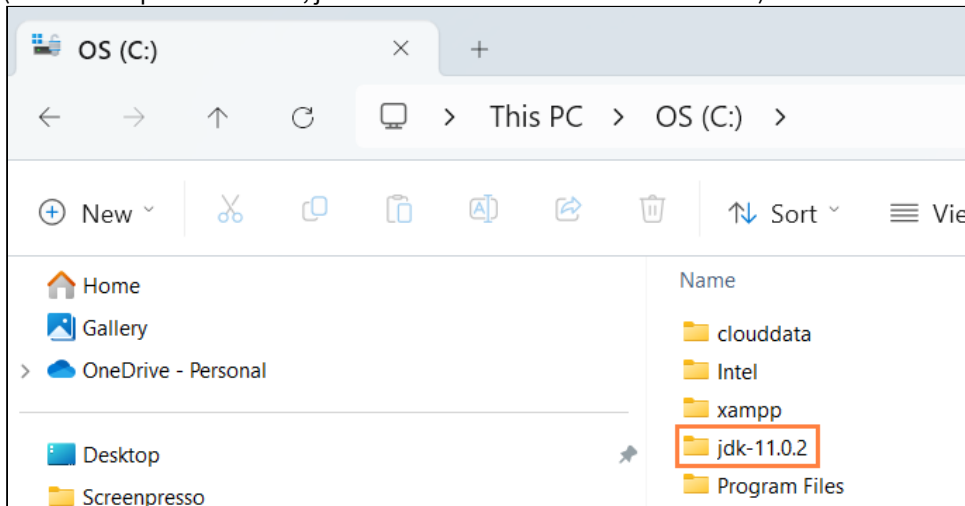 OS (C:)
This PC > OS (C:) >
New
Sort
Vie
Home
Gallery
OneDrive - Personal
Desktop
Screenpresso
Name
clouddata
Intel
xampp
jdk-11.0.2
Program Files